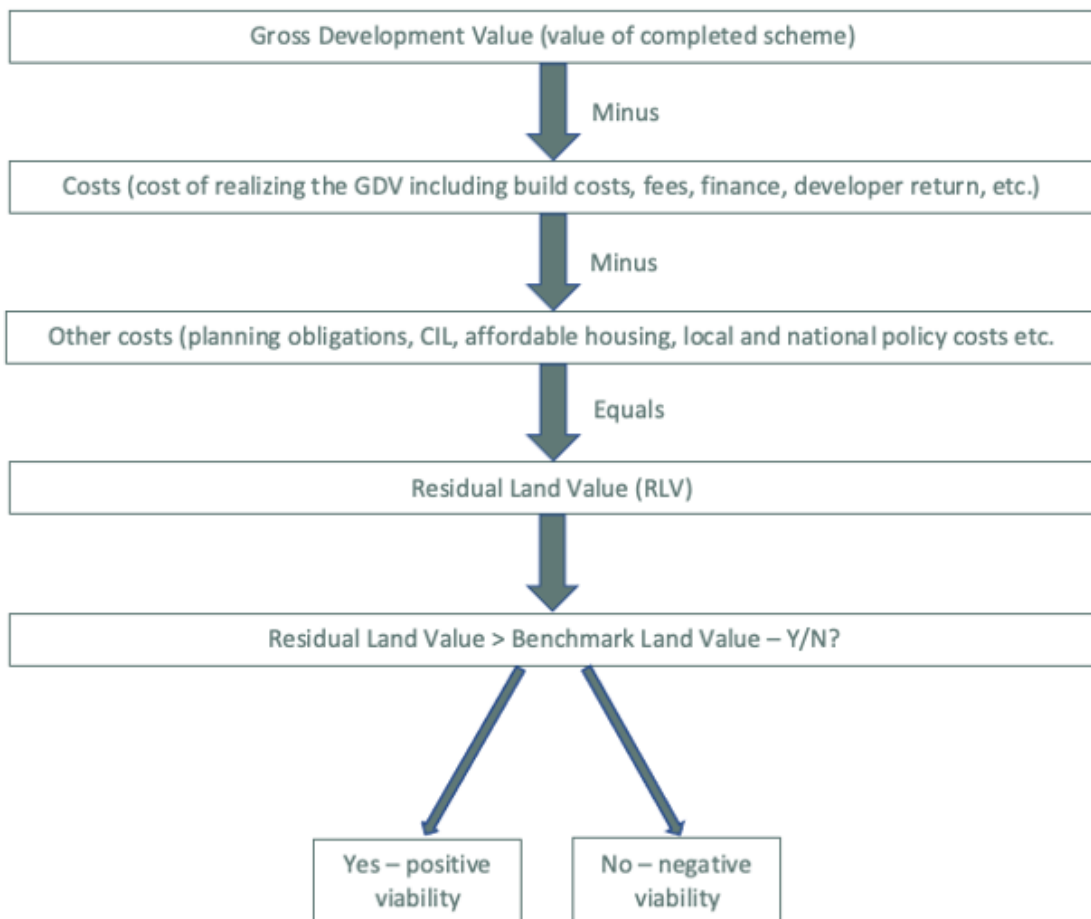 Gross Development Value (value of completed scheme)
Minus
Costs (cost of realizing the GDV including build costs, fees, finance, developer return, etc.)
Minus
Other costs (planning obligations, CIL, affordable housing, local and national policy costs etc.
Equals
Residual Land Value (RLV)
Residual Land Value > Benchmark Land Value – Y/N?
Yes – positive
viability
No – negative
viability